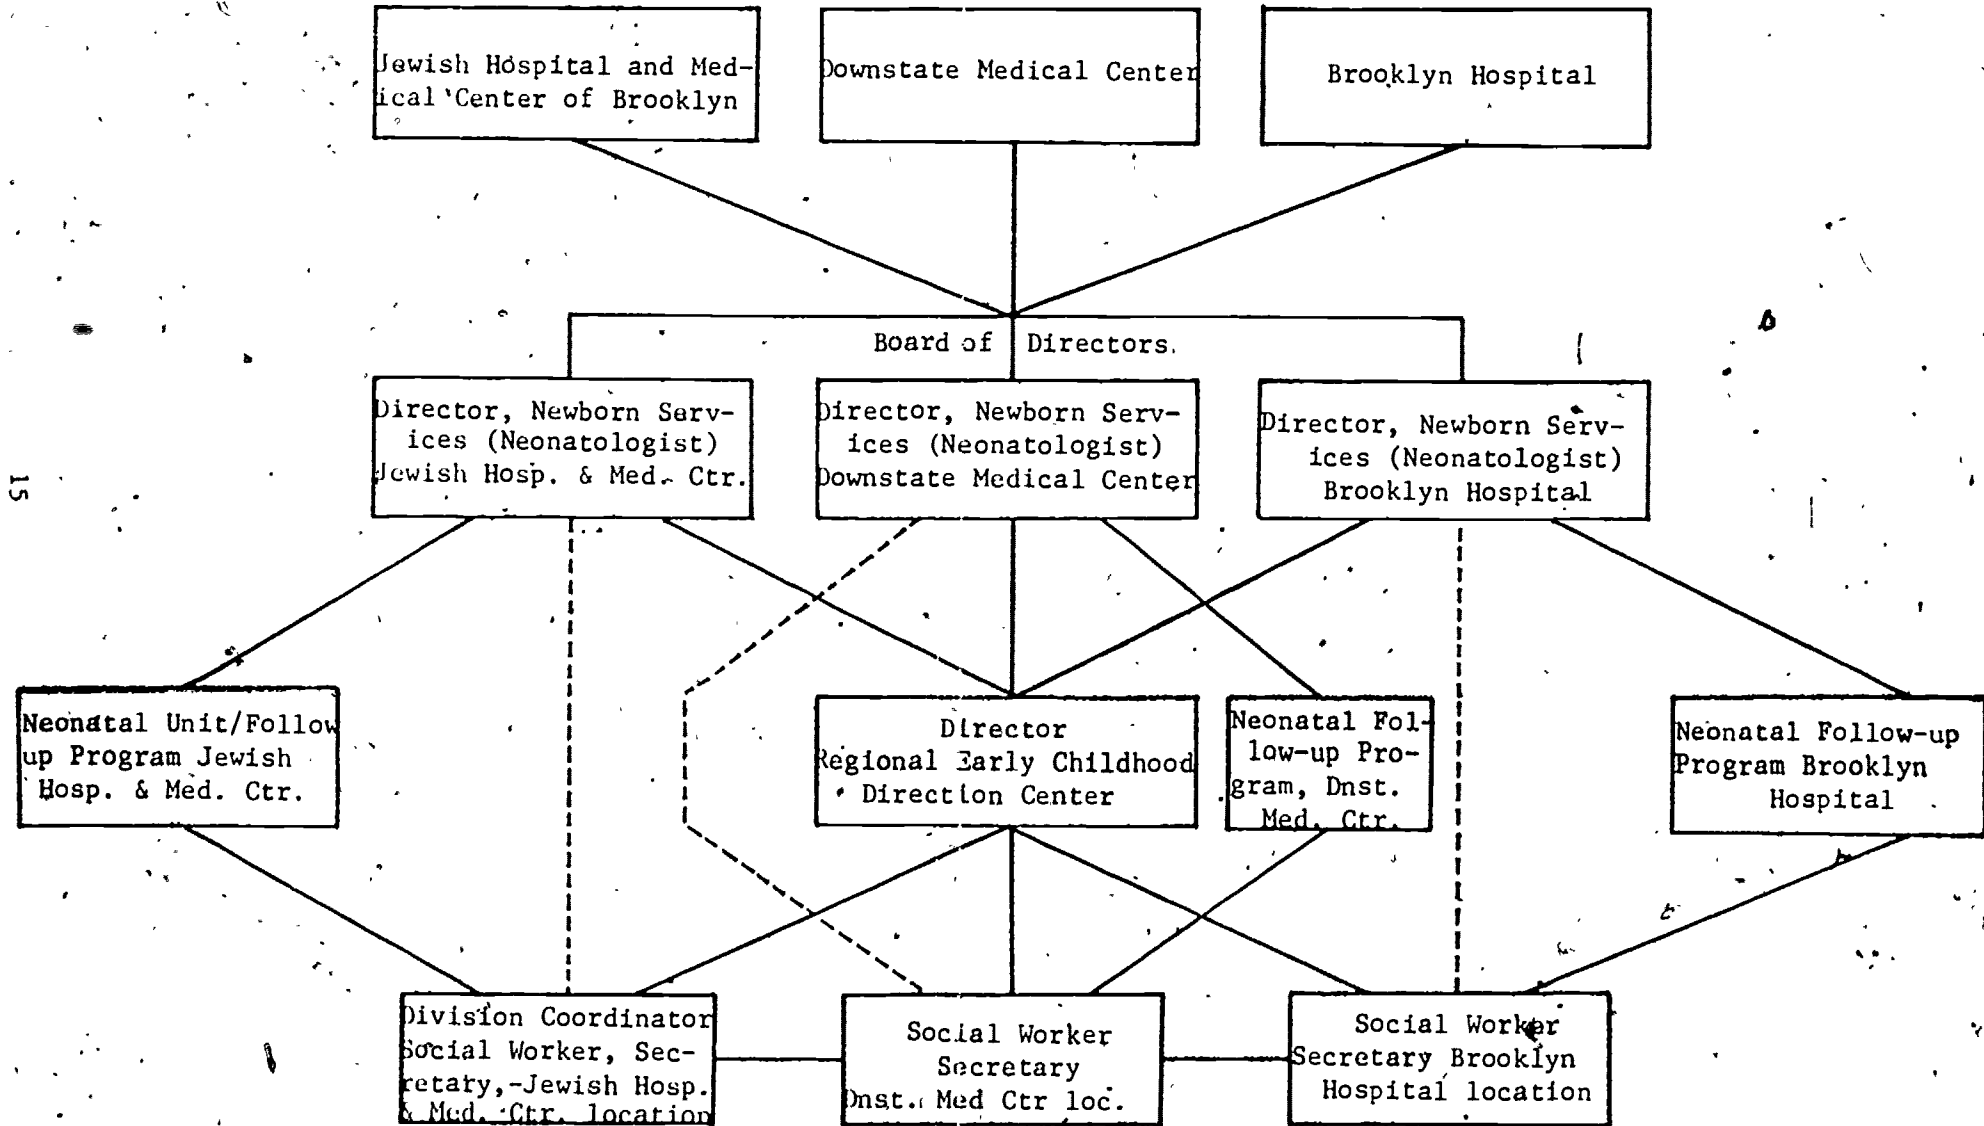 Jewish Hospital and Med-
ical Center of Brooklyn
Downstate Medical Center
Brooklyn Hospital
Board of Directors.
Director, Newborn Serv-
ices (Neonatologist)
Jewish Hosp. & Med. Ctr.
Director, Newborn Serv-
ices (Neonatologist)
Downstate Medical Center
Director, Newborn Serv-
ices (Neonatologist)
Brooklyn Hospital
15
Neonatal Unit/Follow
up Program Jewish
Hosp. & Med. Ctr.
Director
Regional Early Childhood
Direction Center
Neonatal Fol-
low-up Pro-
gram, Dnst.
Med. Ctr.
Neonatal Follow-up
Program Brooklyn
Hospital
Division Coordinator
Social Worker, Sec-
retary,-Jewish Hosp.
& Med. Ctr. location
Social Worker
Secretary
Dnst. Med Ctr loc.
Social Worker
Secretary Brooklyn
Hospital location